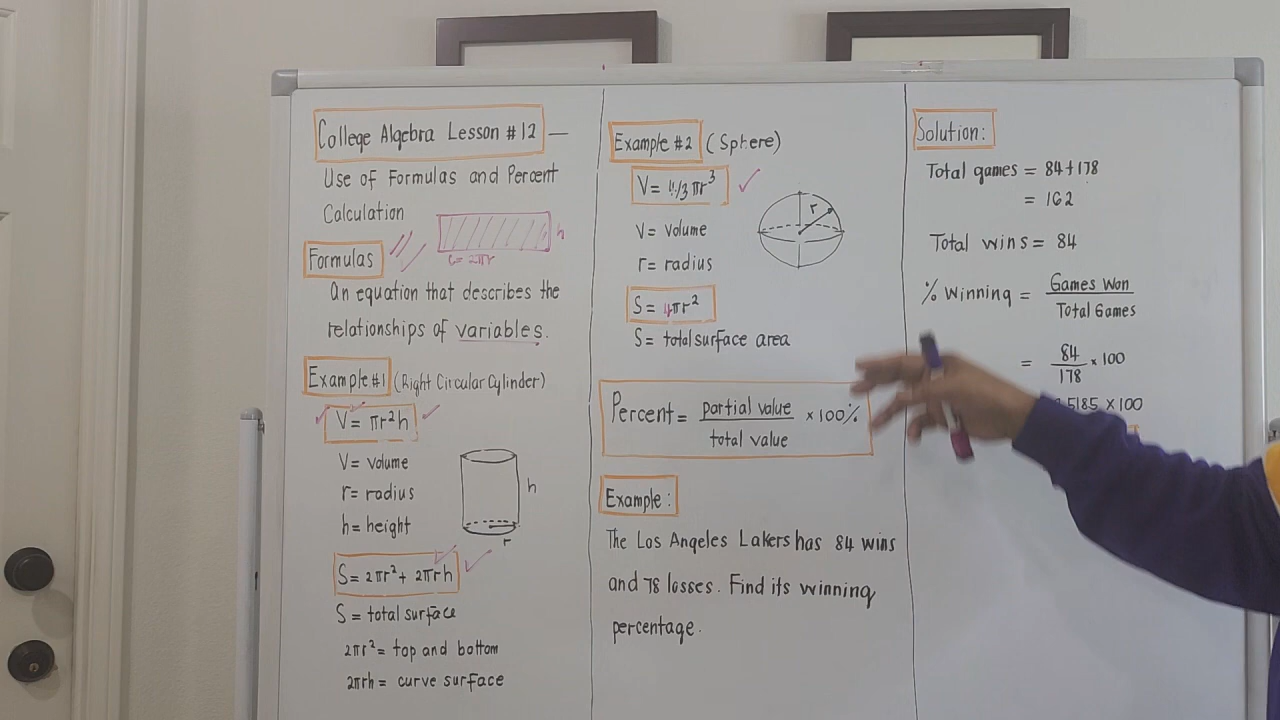 College Algebra Lesson #12 —
Use of Formulas and Percent
Calculation
h
C = 2πr
Formulas
An equation that describes the
relationships of variables.
Example #1 (Right Circular Cylinder)
V = πr²h
V = volume
r = radius
h = height
h
r
S = 2πr² + 2πrh
S = total surface
2πr² = top and bottom
2πrh = curve surface
Example #2 (Sphere)
V = 4/3 πr³
V = volume
r = radius
r
S = 4πr²
S = total surface area
Percent = partial value / total value × 100%
Example:
The Los Angeles Lakers has 84 wins
and 78 losses. Find its winning
percentage.
Solution:
Total games = 84+178
= 162
Total wins = 84
% Winning = Games Won / Total Games
= 84 / 178 × 100
5185 × 100